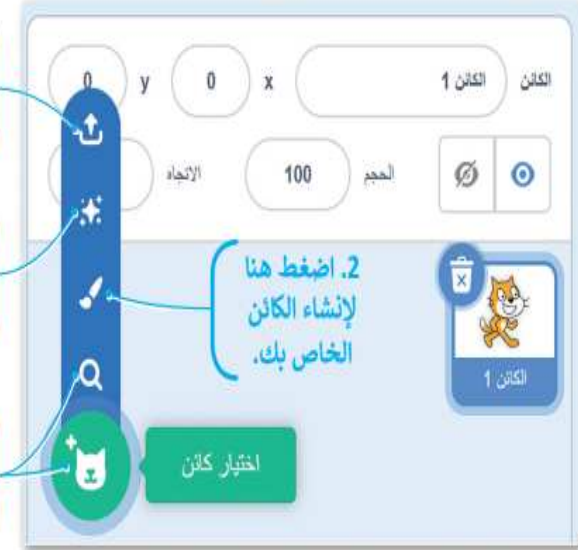 الكائن الكائن 1 x 0 y 0
الحجم 100 الاتجاه
2. اضغط هنا
لإنشاء الكائن
الخاص بك.
الكائن 1
اختيار كائن